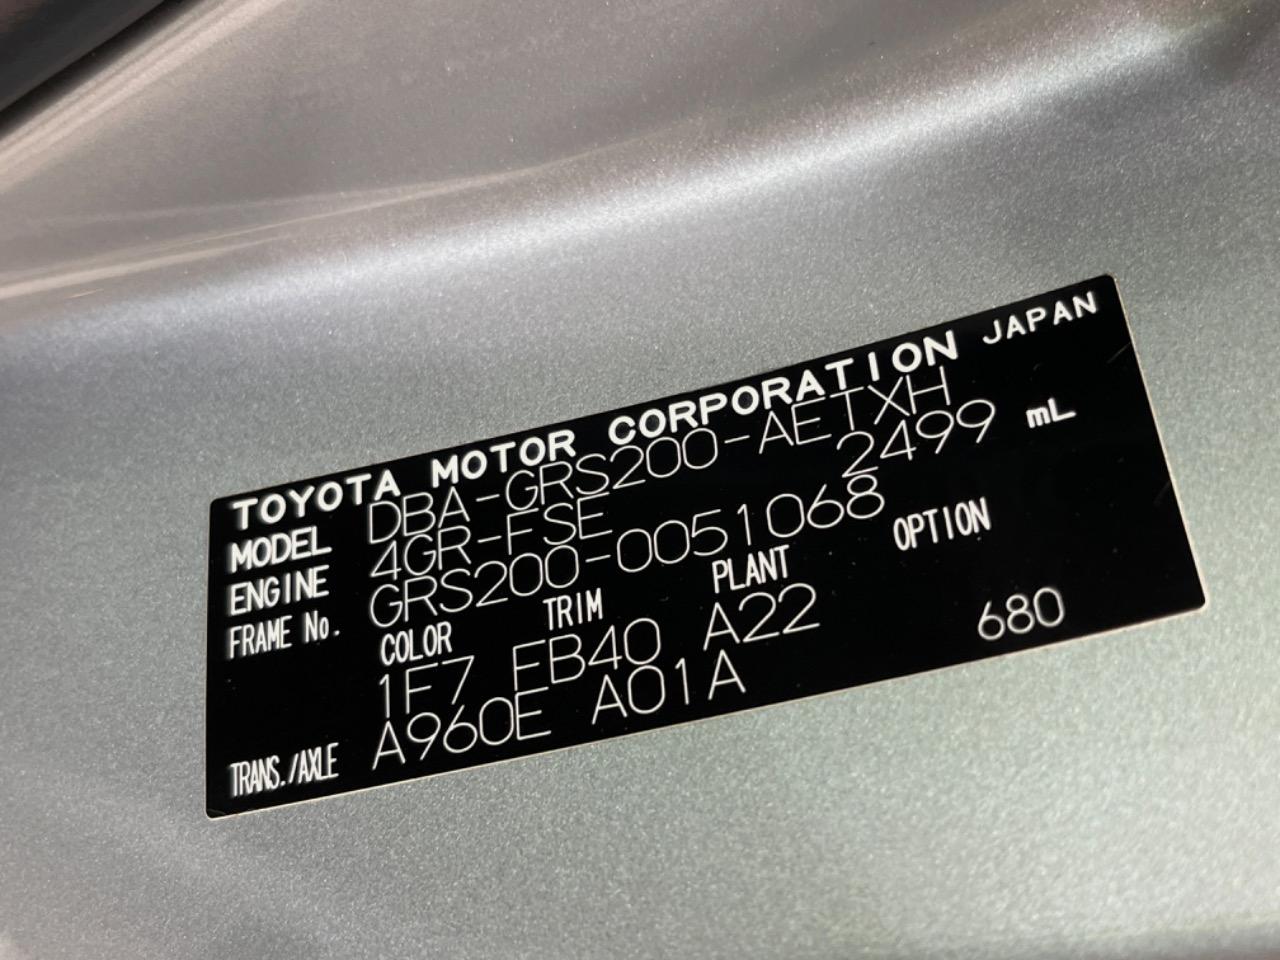 TOYOTA MOTOR CORPORATION JAPAN
MODEL DBA-GRS200-AETXH
ENGINE 4GR-FSE 2499 mL
FRAME No. GRS200-0051068
COLOR TRIM PLANT OPTION
1F7 FB40 A22 680
TRANS./AXLE A960E A01A